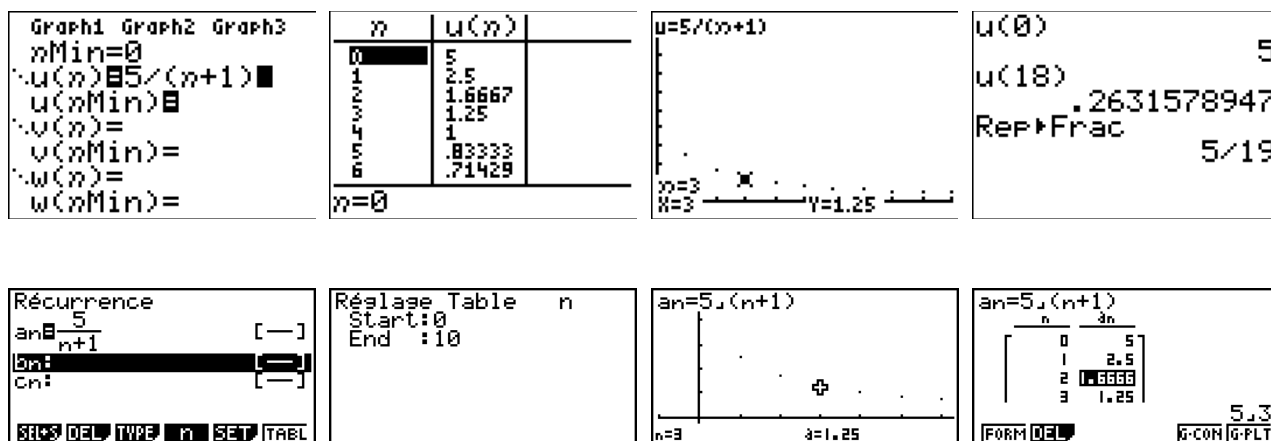 Graph1 Graph2 Graph3
nMin=0
u(n)=5/(n+1)
u(nMin)=
v(n)=
v(nMin)=
w(n)=
w(nMin)=
n u(n)
0 5
1 2.5
2 1.6667
3 1.25
4 1
5 .83333
6 .71429
n=0
u=5/(n+1)
n=3
X=3 Y=1.25
u(0)
5
u(18)
.2631578947
Rep▸Frac
5/19
Récurrence
an=5/n+1 [—]
bn: [—]
cn: [—]
SEL+S DEL TYPE n SET TABL
Réglage Table n
Start:0
End :10
an=5⌟(n+1)
n=3 a=1.25
an=5⌟(n+1)
n an
0 5
1 2.5
2 1.6666
3 1.25
5⌟3
FORM DEL G·CON G·PLT